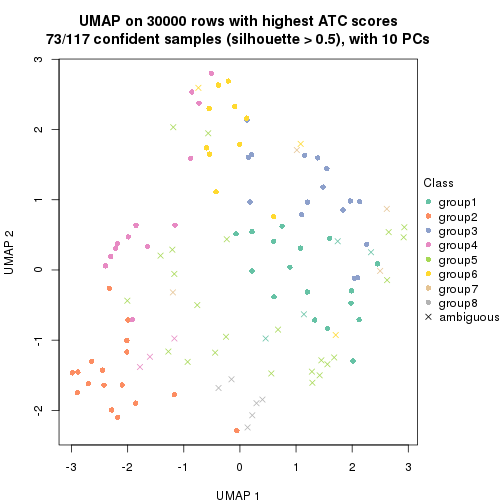 UMAP on 30000 rows with highest ATC scores
73/117 confident samples (silhouette > 0.5), with 10 PCs
3
2
1
0
-1
-2
UMAP 2
-3
-2
-1
0
1
2
3
UMAP 1
Class
group1
group2
group3
group4
group5
group6
group7
group8
ambiguous